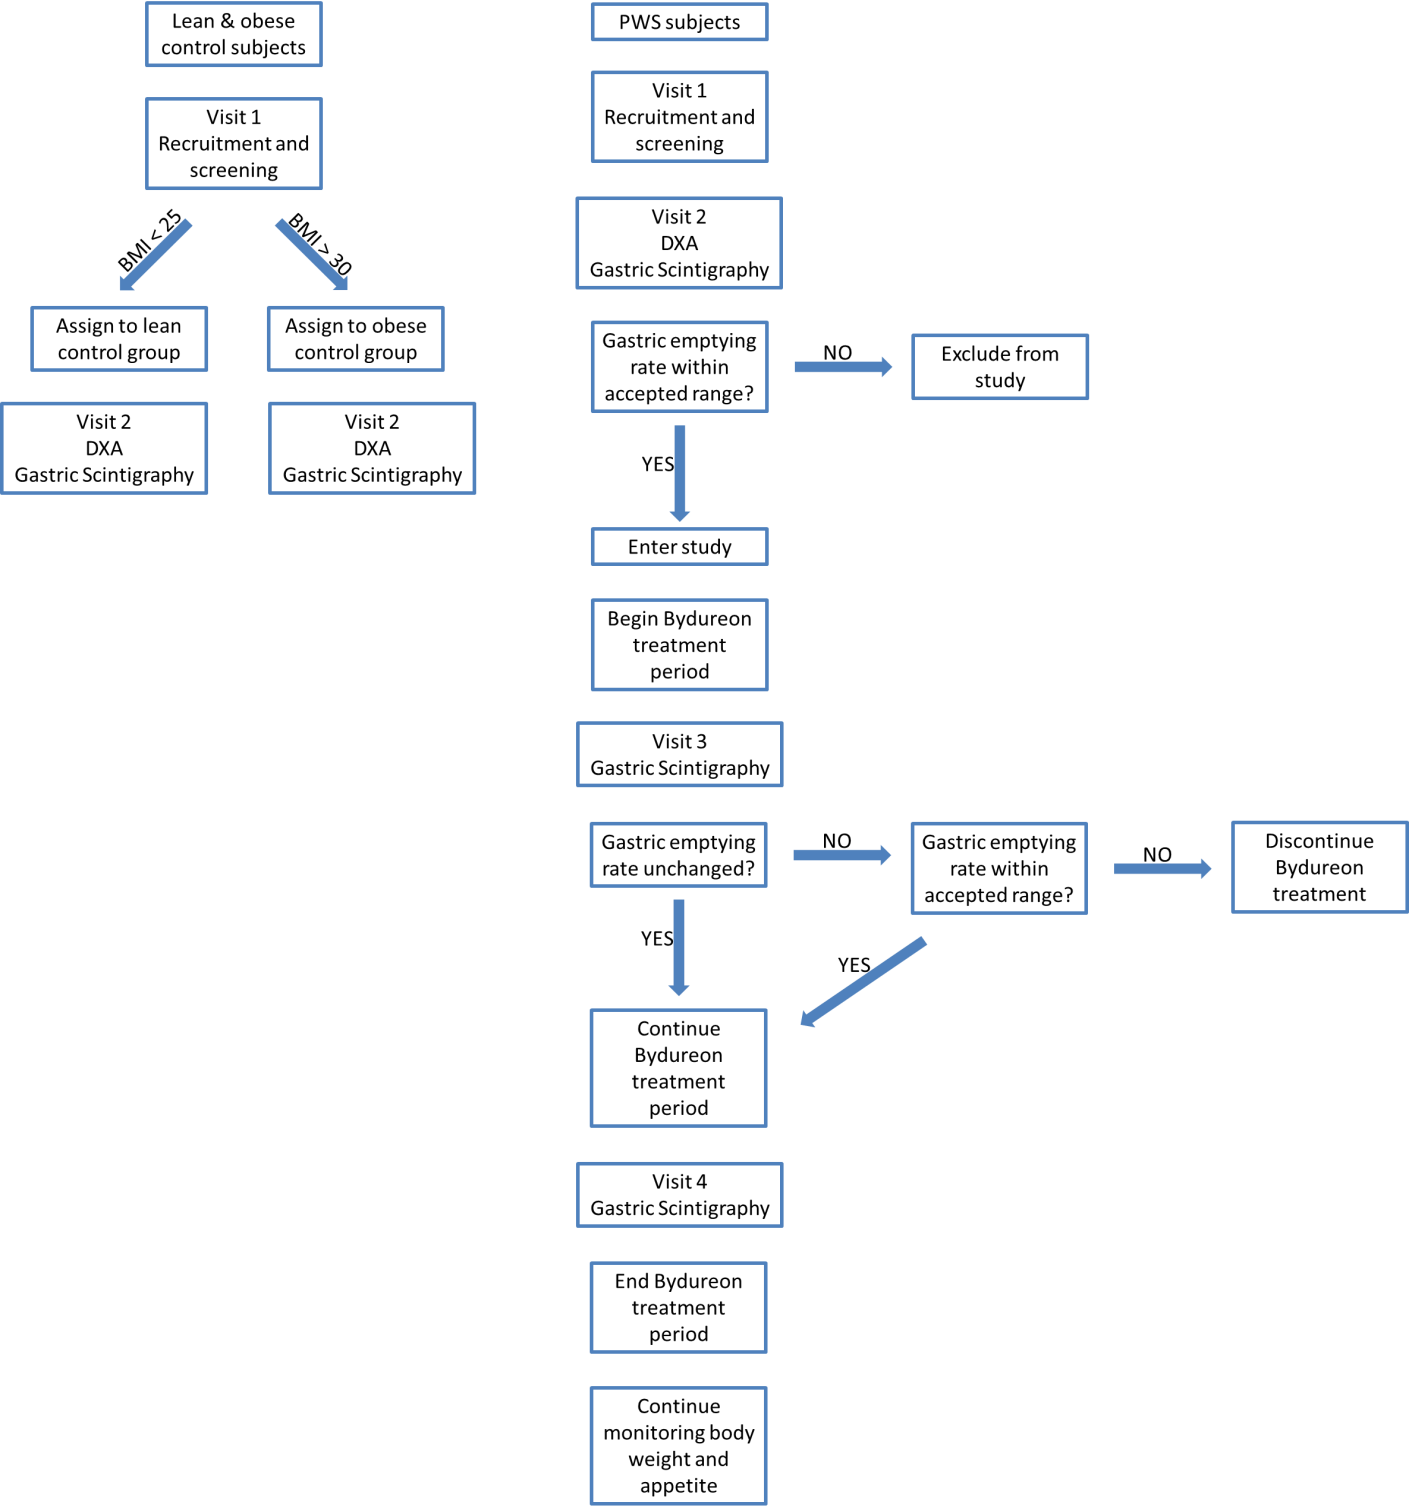 Lean & obese
control subjects
Visit 1
Recruitment and
screening
BMI < 25
BMI > 30
Assign to lean
control group
Assign to obese
control group
Visit 2
DXA
Gastric Scintigraphy
Visit 2
DXA
Gastric Scintigraphy
PWS subjects
Visit 1
Recruitment and
screening
Visit 2
DXA
Gastric Scintigraphy
Gastric emptying
rate within
accepted range?
NO
Exclude from
study
YES
Enter study
Begin Bydureon
treatment
period
Visit 3
Gastric Scintigraphy
Gastric emptying
rate unchanged?
NO
Gastric emptying
rate within
accepted range?
NO
Discontinue
Bydureon
treatment
YES
YES
Continue
Bydureon
treatment
period
Visit 4
Gastric Scintigraphy
End Bydureon
treatment
period
Continue
monitoring body
weight and
appetite